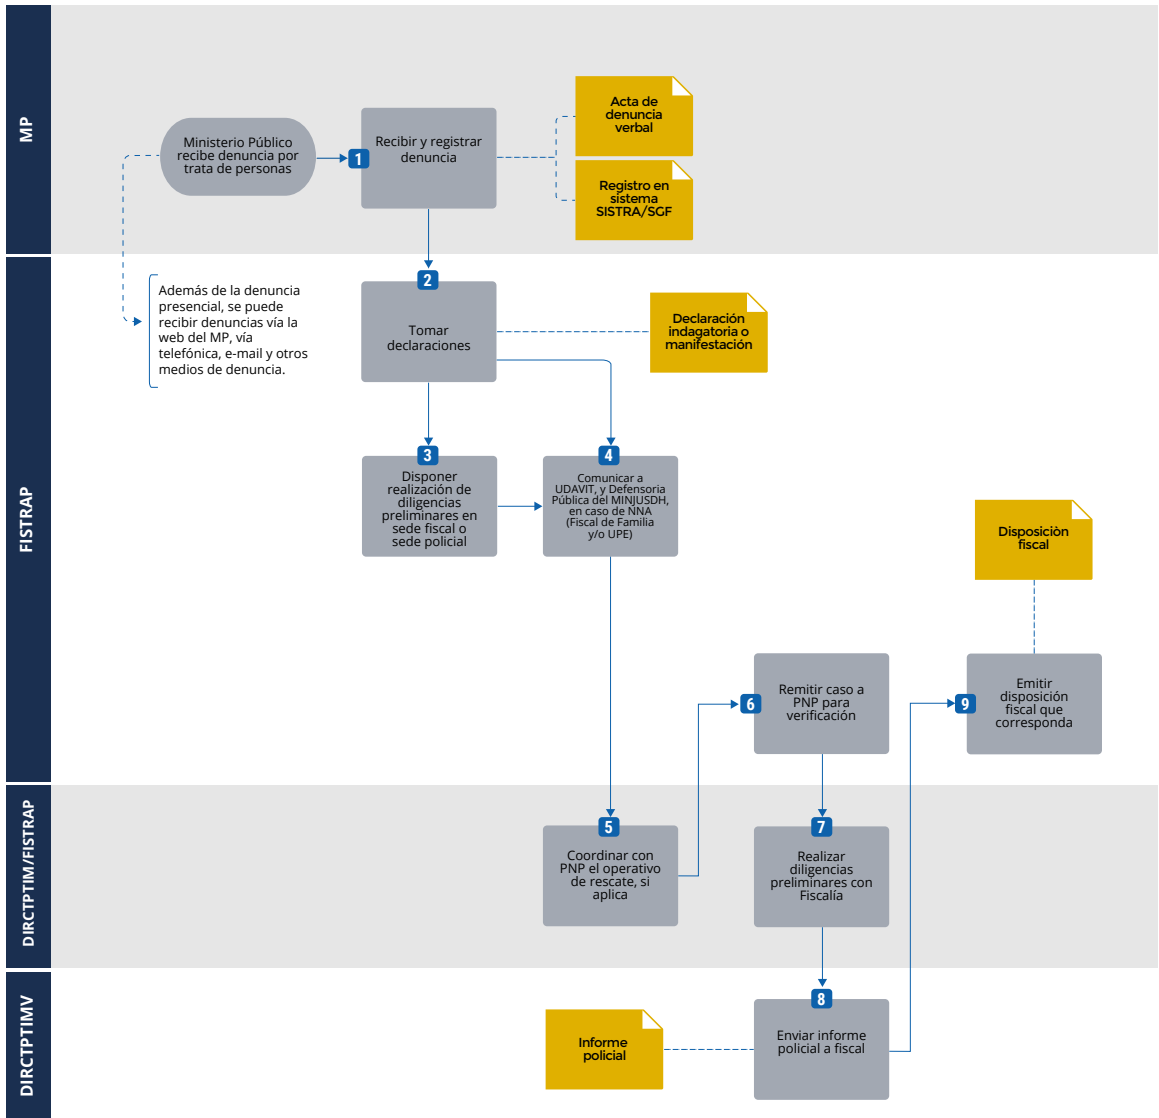 MP
Ministerio Público
recibe denuncia por
trata de personas
1
Recibir y registrar
denuncia
Acta de
denuncia
verbal
Registro en
sistema
SISTRA/SGF
FISTRAP
Además de la denuncia
presencial, se puede
recibir denuncias vía la
web del MP, vía
telefónica, e-mail y otros
medios de denuncia.
2
Tomar
declaraciones
Declaración
indagatoria o
manifestación
3
Disponer
realización de
diligencias
preliminares en
sede fiscal o
sede policial
4
Comunicar a
UDAVIT, y Defensoria
Pública del MINJUSDH,
en caso de NNA
(Fiscal de Familia
y/o UPE)
Disposiciòn
fiscal
6
Remitir caso a
PNP para
verificación
9
Emitir
disposición
fiscal que
corresponda
DIRCTPTIM/FISTRAP
5
Coordinar con
PNP el operativo
de rescate, si
aplica
7
Realizar
diligencias
preliminares con
Fiscalía
DIRCTPTIMV
Informe
policial
8
Enviar informe
policial a fiscal